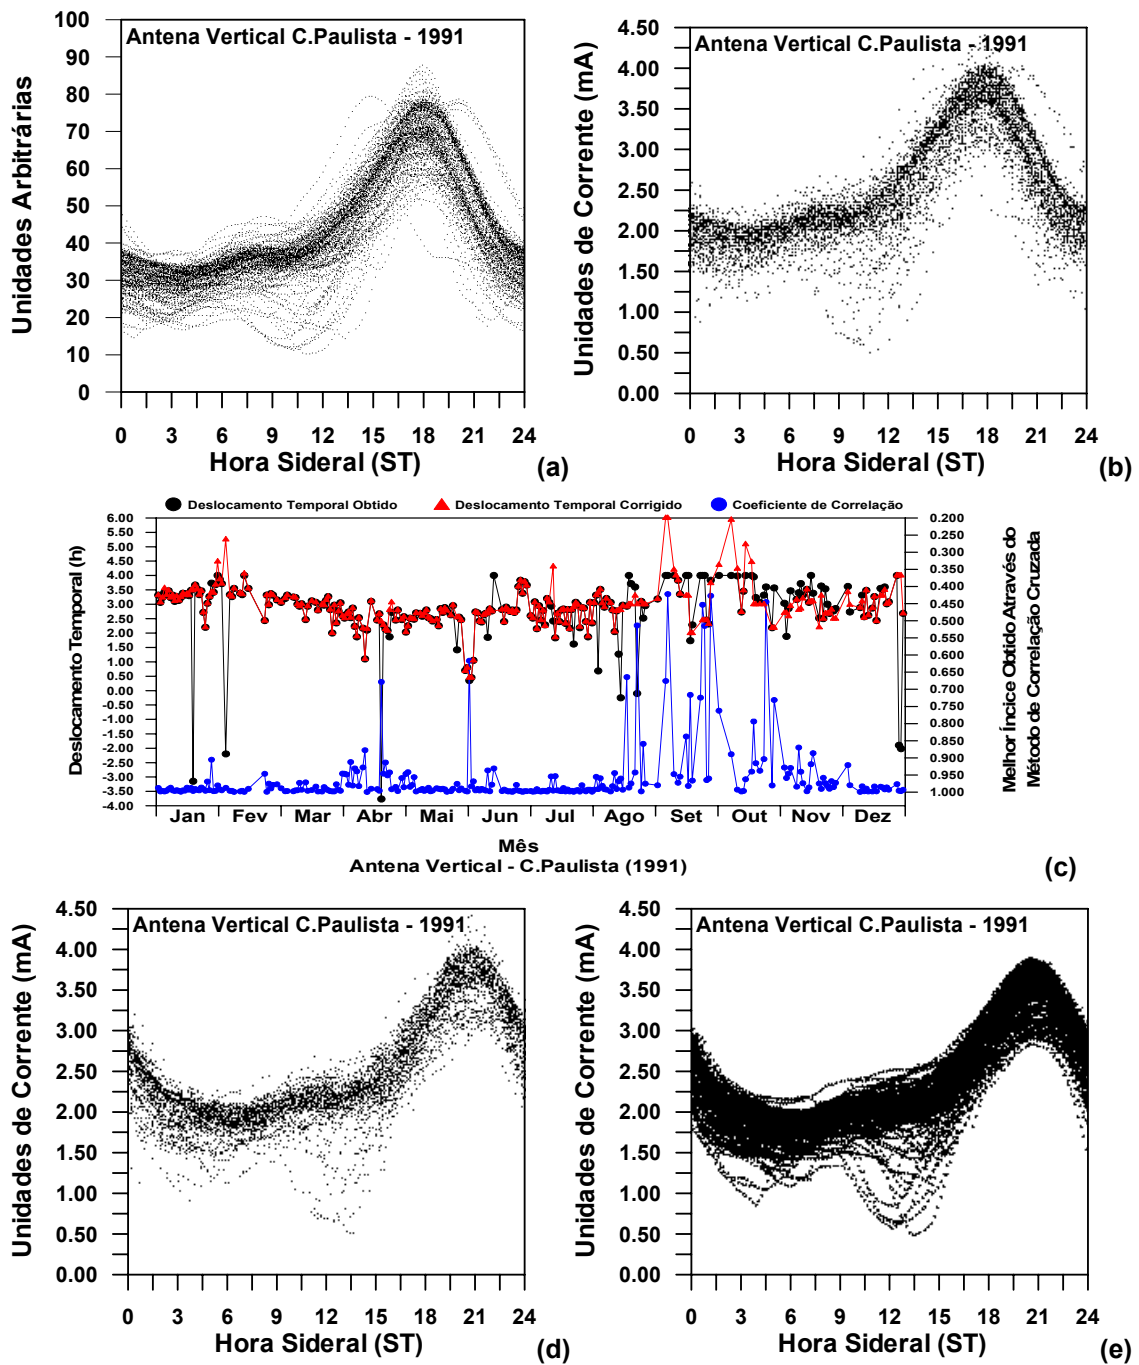 Antena Vertical C.Paulista - 1991
Unidades Arbitrárias
100
90
80
70
60
50
40
30
20
10
0
0 3 6 9 12 15 18 21 24
Hora Sideral (ST)
(a)
Antena Vertical C.Paulista - 1991
Unidades de Corrente (mA)
4.50
4.00
3.50
3.00
2.50
2.00
1.50
1.00
0.50
0.00
0 3 6 9 12 15 18 21 24
Hora Sideral (ST)
(b)
Deslocamento Temporal Obtido
Deslocamento Temporal Corrigido
Coeficiente de Correlação
Deslocamento Temporal (h)
6.00
5.50
5.00
4.50
4.00
3.50
3.00
2.50
2.00
1.50
1.00
0.50
0.00
-0.50
-1.00
-1.50
-2.00
-2.50
-3.00
-3.50
-4.00
0.200
0.250
0.300
0.350
0.400
0.450
0.500
0.550
0.600
0.650
0.700
0.750
0.800
0.850
0.900
0.950
1.000
Melhor Íncice Obtido Através do
Método de Correlação Cruzada
Jan Fev Mar Abr Mai Jun Jul Ago Set Out Nov Dez
Mês
Antena Vertical - C.Paulista (1991)
(c)
Antena Vertical C.Paulista - 1991
Unidades de Corrente (mA)
4.50
4.00
3.50
3.00
2.50
2.00
1.50
1.00
0.50
0.00
0 3 6 9 12 15 18 21 24
Hora Sideral (ST)
(d)
Antena Vertical C.Paulista - 1991
Unidades de Corrente (mA)
4.50
4.00
3.50
3.00
2.50
2.00
1.50
1.00
0.50
0.00
0 3 6 9 12 15 18 21 24
Hora Sideral (ST)
(e)